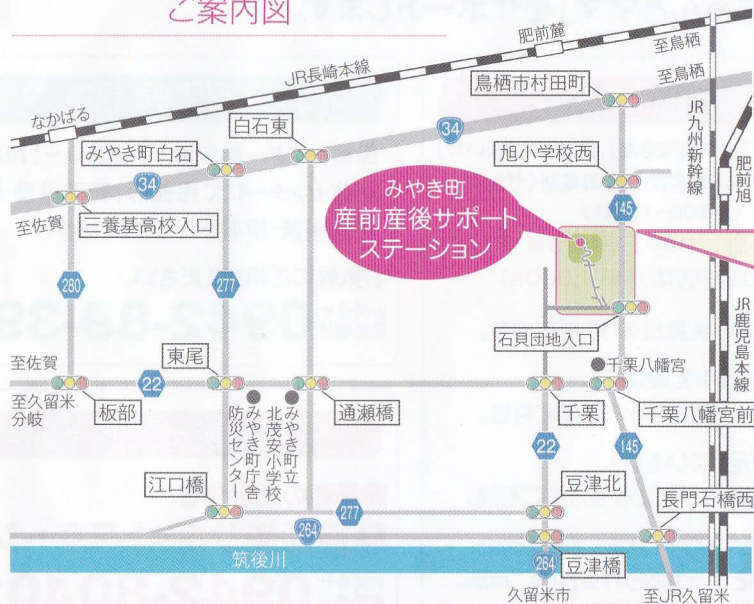 ご案内図
肥前麓
至鳥栖
JR長崎本線
至鳥栖
鳥栖市村田町
なかばる
白石東
34
みやき町白石
旭小学校西
JR九州新幹線
肥前旭
34
みやき町
産前産後サポート
ステーション
145
至佐賀
三養基高校入口
280
277
石貝団地入口
JR鹿児島本線
至佐賀
22
東尾
千栗八幡宮
至久留米
分岐
板部
通瀬橋
千栗
千栗八幡宮前
みやき町立
北茂安小学校
みやき町庁舎
防災センター
22
145
江口橋
277
豆津北
長門石橋西
264
筑後川
264
豆津橋
久留米市
至JR久留米